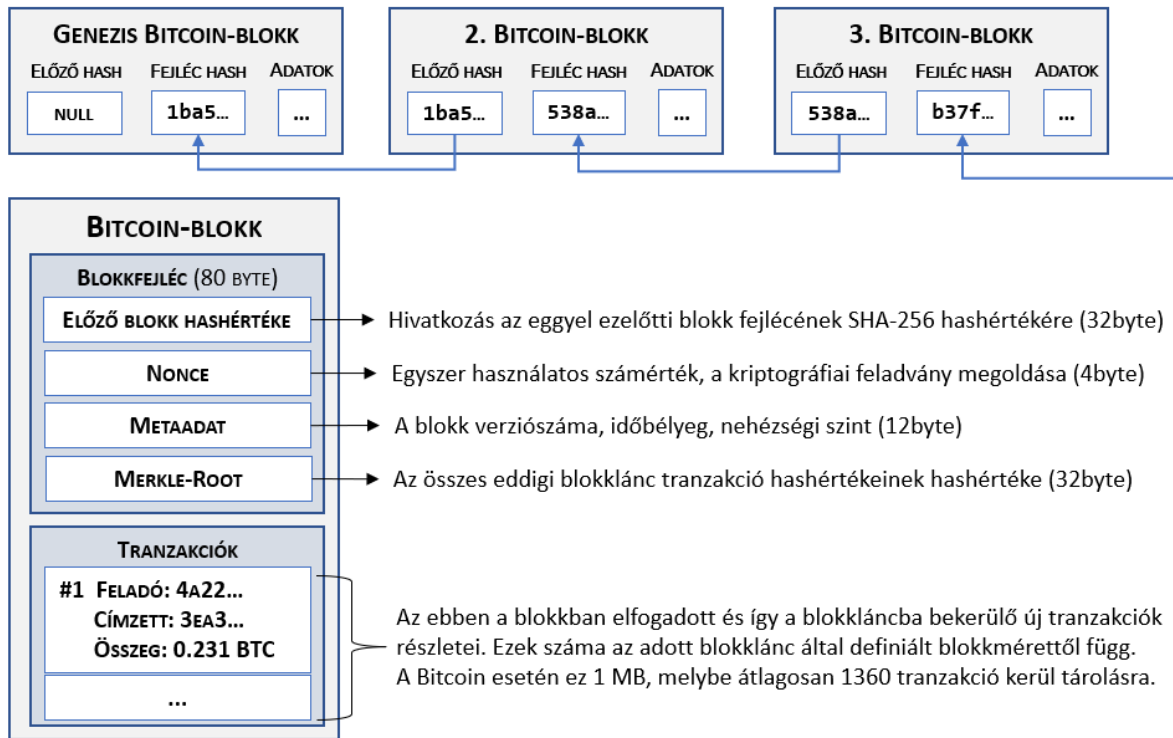 GENEZIS BITCOIN-BLOKK
ELŐZŐ HASH FEJLÉC HASH ADATOK
NULL 1ba5… …
2. BITCOIN-BLOKK
ELŐZŐ HASH FEJLÉC HASH ADATOK
1ba5… 538a… …
3. BITCOIN-BLOKK
ELŐZŐ HASH FEJLÉC HASH ADATOK
538a… b37f… …
BITCOIN-BLOKK
BLOKKFEJLÉC (80 BYTE)
ELŐZŐ BLOKK HASHÉRTÉKE
Hivatkozás az eggyel ezelőtti blokk fejlécének SHA-256 hashértékére (32byte)
NONCE
Egyszer használatos számérték, a kriptográfiai feladvány megoldása (4byte)
METAADAT
A blokk verziószáma, időbélyeg, nehézségi szint (12byte)
MERKLE-ROOT
Az összes eddigi blokklánc tranzakció hashértékeinek hashértéke (32byte)
TRANZAKCIÓK
#1 FELADÓ: 4A22…
CÍMZETT: 3EA3…
ÖSSZEG: 0.231 BTC
…
Az ebben a blokkban elfogadott és így a blokkláncba bekerülő új tranzakciók
részletei. Ezek száma az adott blokklánc által definiált blokkmérettől függ.
A Bitcoin esetén ez 1 MB, melybe átlagosan 1360 tranzakció kerül tárolásra.